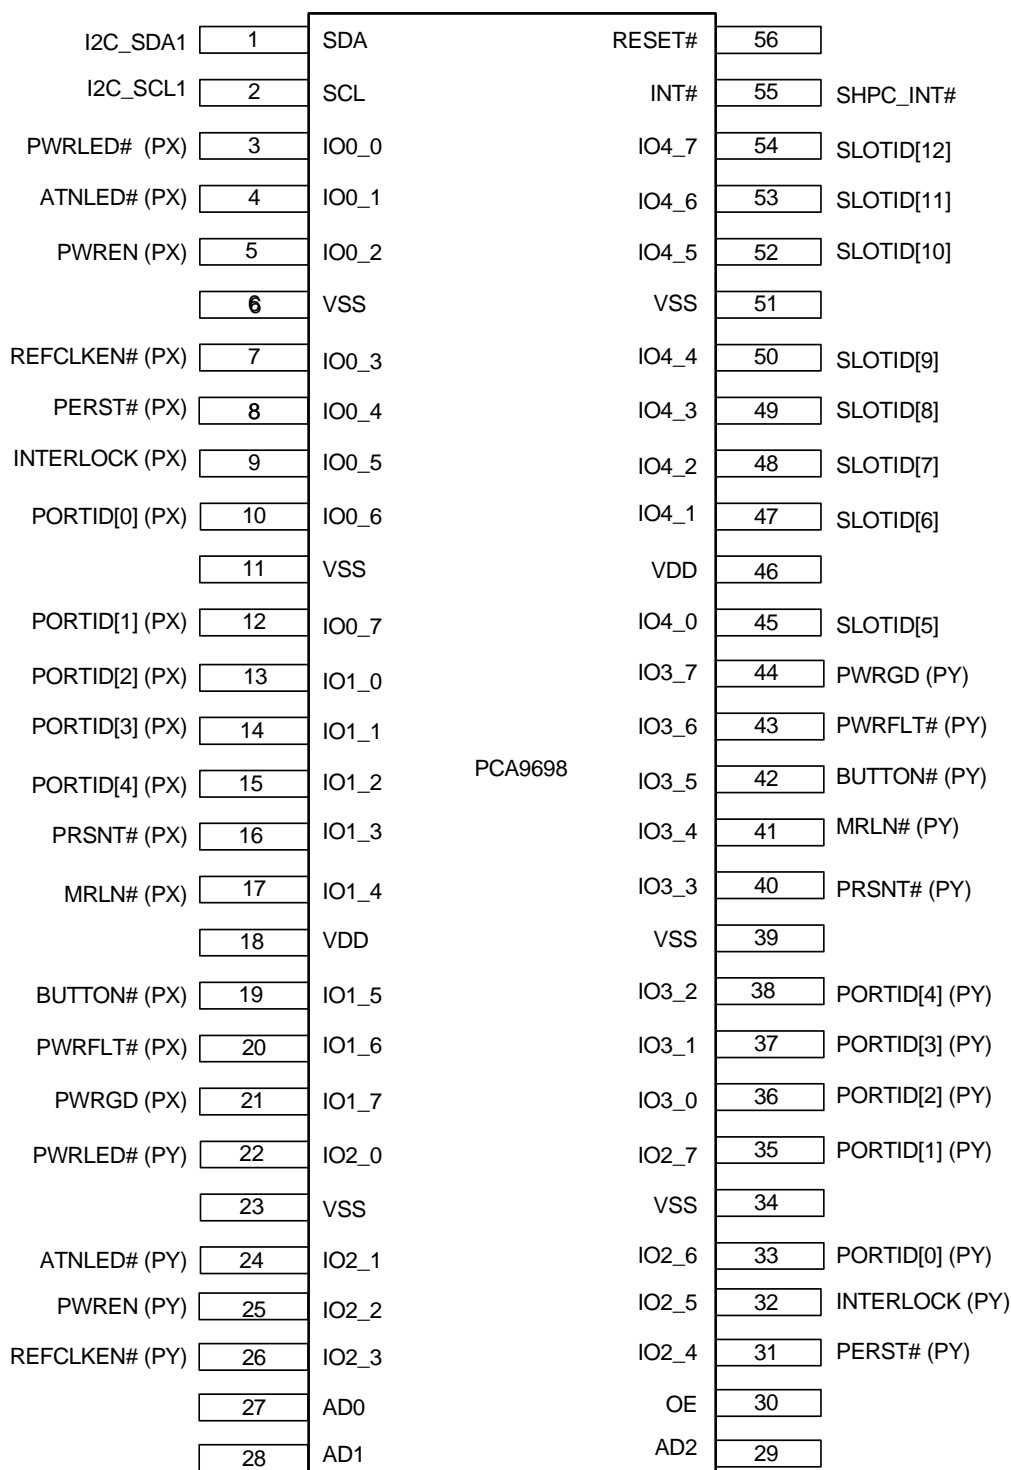 I2C_SDA1 1 SDA RESET# 56
I2C_SCL1 2 SCL INT# 55 SHPC_INT#
PWRLED# (PX) 3 IO0_0 IO4_7 54 SLOTID[12]
ATNLED# (PX) 4 IO0_1 IO4_6 53 SLOTID[11]
PWREN (PX) 5 IO0_2 IO4_5 52 SLOTID[10]
6 VSS VSS 51
REFCLKEN# (PX) 7 IO0_3 IO4_4 50 SLOTID[9]
PERST# (PX) 8 IO0_4 IO4_3 49 SLOTID[8]
INTERLOCK (PX) 9 IO0_5 IO4_2 48 SLOTID[7]
PORTID[0] (PX) 10 IO0_6 IO4_1 47 SLOTID[6]
11 VSS VDD 46
PORTID[1] (PX) 12 IO0_7 IO4_0 45 SLOTID[5]
PORTID[2] (PX) 13 IO1_0 IO3_7 44 PWRGD (PY)
PORTID[3] (PX) 14 IO1_1 IO3_6 43 PWRFLT# (PY)
PCA9698
PORTID[4] (PX) 15 IO1_2 IO3_5 42 BUTTON# (PY)
PRSNT# (PX) 16 IO1_3 IO3_4 41 MRLN# (PY)
MRLN# (PX) 17 IO1_4 IO3_3 40 PRSNT# (PY)
18 VDD VSS 39
BUTTON# (PX) 19 IO1_5 IO3_2 38 PORTID[4] (PY)
PWRFLT# (PX) 20 IO1_6 IO3_1 37 PORTID[3] (PY)
PWRGD (PX) 21 IO1_7 IO3_0 36 PORTID[2] (PY)
PWRLED# (PY) 22 IO2_0 IO2_7 35 PORTID[1] (PY)
23 VSS VSS 34
ATNLED# (PY) 24 IO2_1 IO2_6 33 PORTID[0] (PY)
PWREN (PY) 25 IO2_2 IO2_5 32 INTERLOCK (PY)
REFCLKEN# (PY) 26 IO2_3 IO2_4 31 PERST# (PY)
27 AD0 OE 30
28 AD1 AD2 29